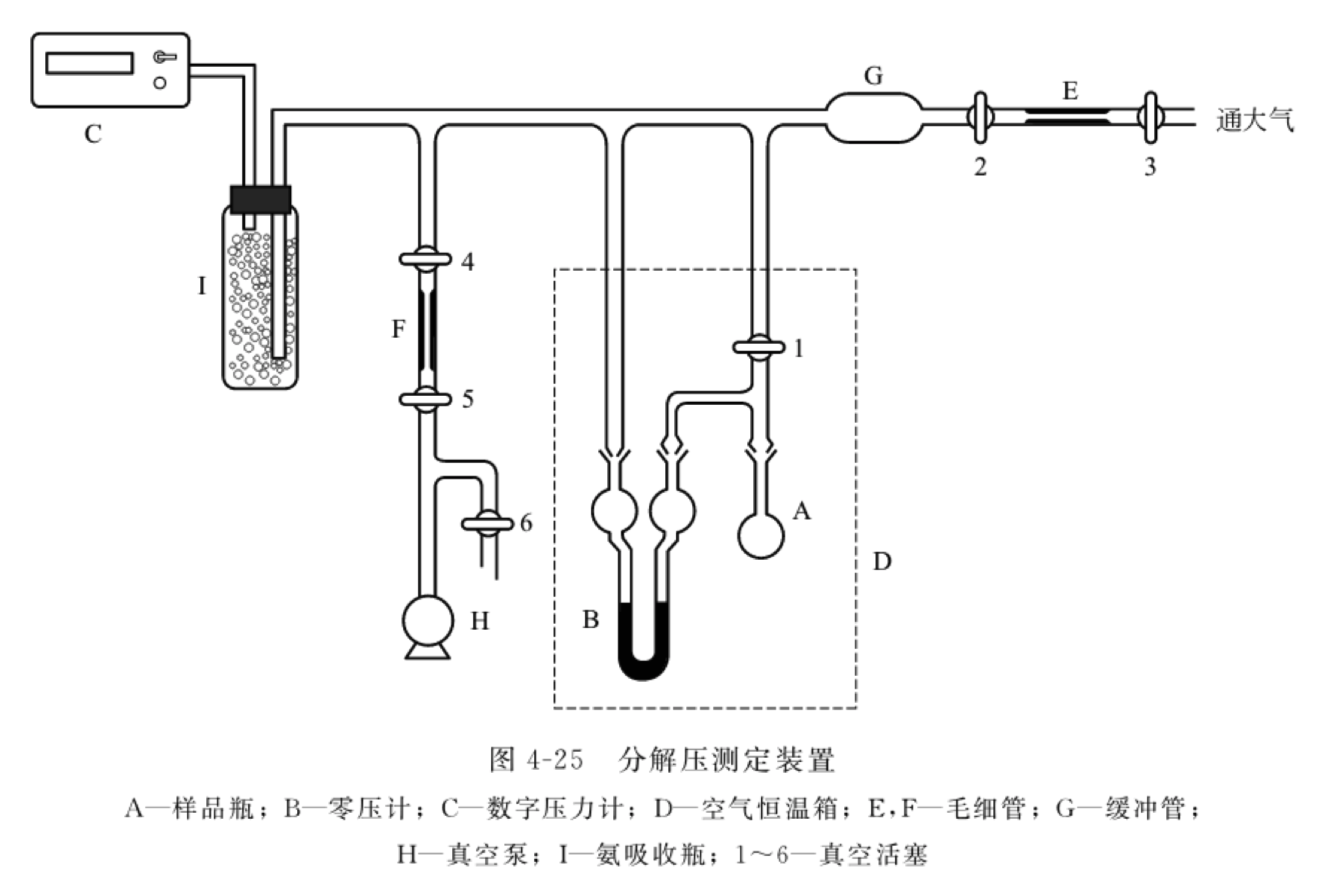 G
E
C
通大气
2
3
4
I
F
1
5
A
6
D
B
H
图 4-25 分解压测定装置
A—样品瓶；B—零压计；C—数字压力计；D—空气恒温箱；E,F—毛细管；G—缓冲管；
H—真空泵；I—氨吸收瓶；1～6—真空活塞